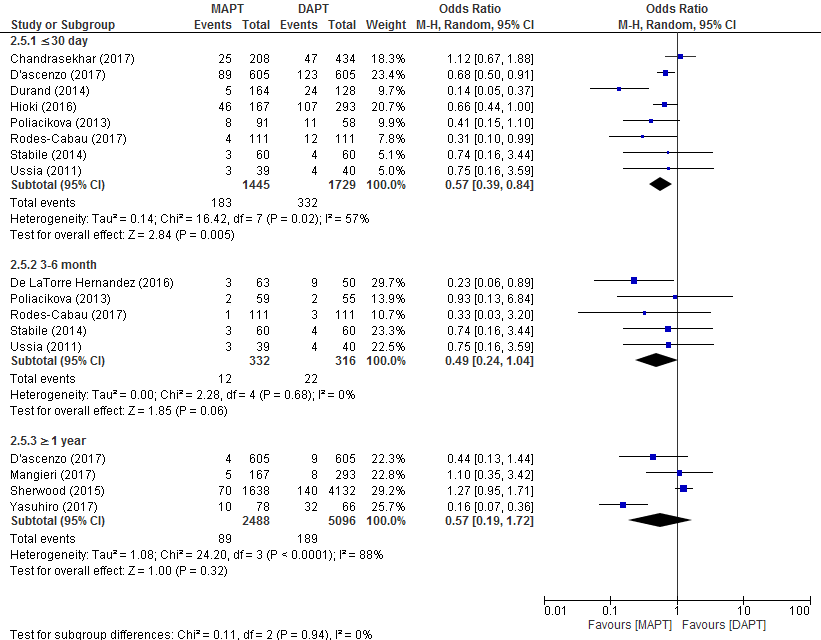 MAPT DAPT Odds Ratio Odds Ratio
Study or Subgroup Events Total Events Total Weight M-H, Random, 95% CI M-H, Random, 95% CI
2.5.1 ≤30 day
Chandrasekhar (2017) 25 208 47 434 18.3% 1.12 [0.67, 1.88]
D'ascenzo (2017) 89 605 123 605 23.4% 0.68 [0.50, 0.91]
Durand (2014) 5 164 24 128 10.0% 0.14 [0.05, 0.37]
Hioki (2016) 46 167 107 293 20.7% 0.66 [0.44, 1.00]
Poliacikova (2013) 8 91 11 58 9.7% 0.41 [0.15, 1.10]
Rodes-Cabau (2017) 4 111 12 111 7.8% 0.31 [0.10, 0.99]
Stabile (2014) 3 60 4 60 5.1% 0.74 [0.16, 3.44]
Ussia (2011) 3 39 4 40 4.9% 0.75 [0.16, 3.59]
Subtotal (95% CI) 1445 1729 100.0% 0.57 [0.39, 0.84]
Total events 183 332
Heterogeneity: Tau² = 0.14; Chi² = 16.42, df = 7 (P = 0.02); I² = 57%
Test for overall effect: Z = 2.84 (P = 0.005)
2.5.2 3-6 month
De LaTorre Hernandez (2016) 3 63 9 50 29.7% 0.23 [0.06, 0.89]
Poliacikova (2013) 2 59 2 55 13.9% 0.93 [0.13, 6.84]
Rodes-Cabau (2017) 1 111 3 111 10.7% 0.33 [0.03, 3.20]
Stabile (2014) 3 60 4 60 23.2% 0.74 [0.16, 3.44]
Ussia (2011) 3 39 4 40 22.5% 0.75 [0.16, 3.59]
Subtotal (95% CI) 332 316 100.0% 0.49 [0.24, 1.04]
Total events 12 22
Heterogeneity: Tau² = 0.00; Chi² = 2.28, df = 4 (P = 0.68); I² = 0%
Test for overall effect: Z = 1.85 (P = 0.06)
2.5.3 ≥1 year
D'ascenzo (2017) 4 605 9 605 22.3% 0.44 [0.13, 1.44]
Mangieri (2017) 5 167 8 293 22.8% 1.10 [0.35, 3.42]
Sherwood (2015) 70 1638 140 4132 29.2% 1.27 [0.95, 1.71]
Yasuhiro (2017) 10 78 32 66 25.7% 0.16 [0.07, 0.36]
Subtotal (95% CI) 2488 5096 100.0% 0.57 [0.19, 1.72]
Total events 89 189
Heterogeneity: Tau² = 1.08; Chi² = 24.20, df = 3 (P < 0.0001); I² = 88%
Test for overall effect: Z = 1.00 (P = 0.32)
0.01 0.1 1 10 100
Favours [MAPT] Favours [DAPT]
Test for subgroup differences: Chi² = 0.11, df = 2 (P = 0.94), I² = 0%